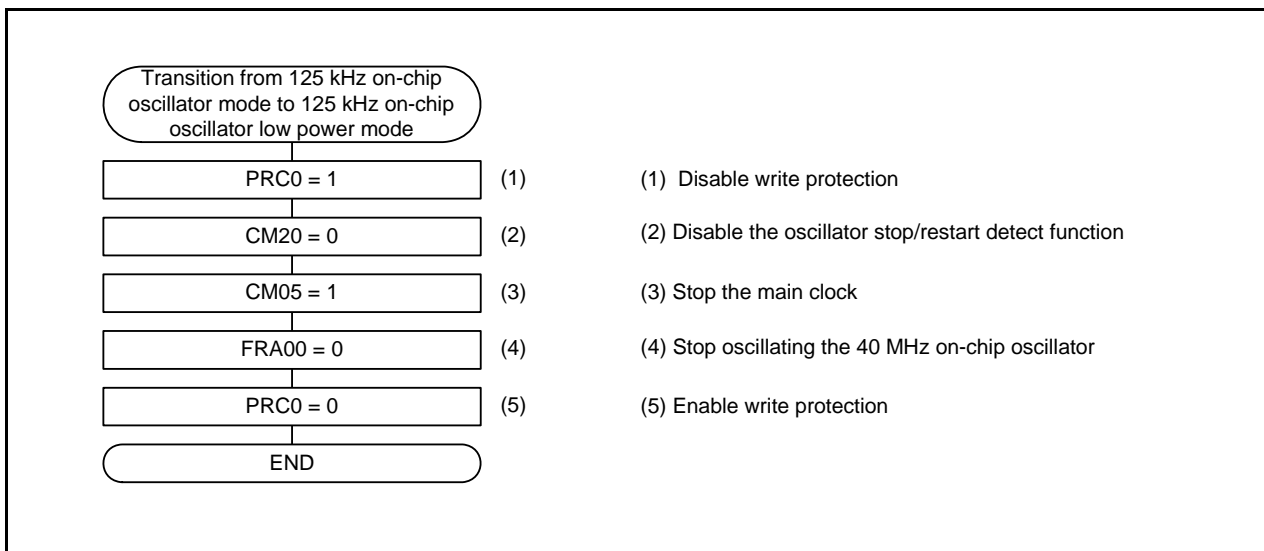 Transition from 125 kHz on-chip
oscillator mode to 125 kHz on-chip
oscillator low power mode
PRC0 = 1 (1) (1) Disable write protection
CM20 = 0 (2) (2) Disable the oscillator stop/restart detect function
CM05 = 1 (3) (3) Stop the main clock
FRA00 = 0 (4) (4) Stop oscillating the 40 MHz on-chip oscillator
PRC0 = 0 (5) (5) Enable write protection
END